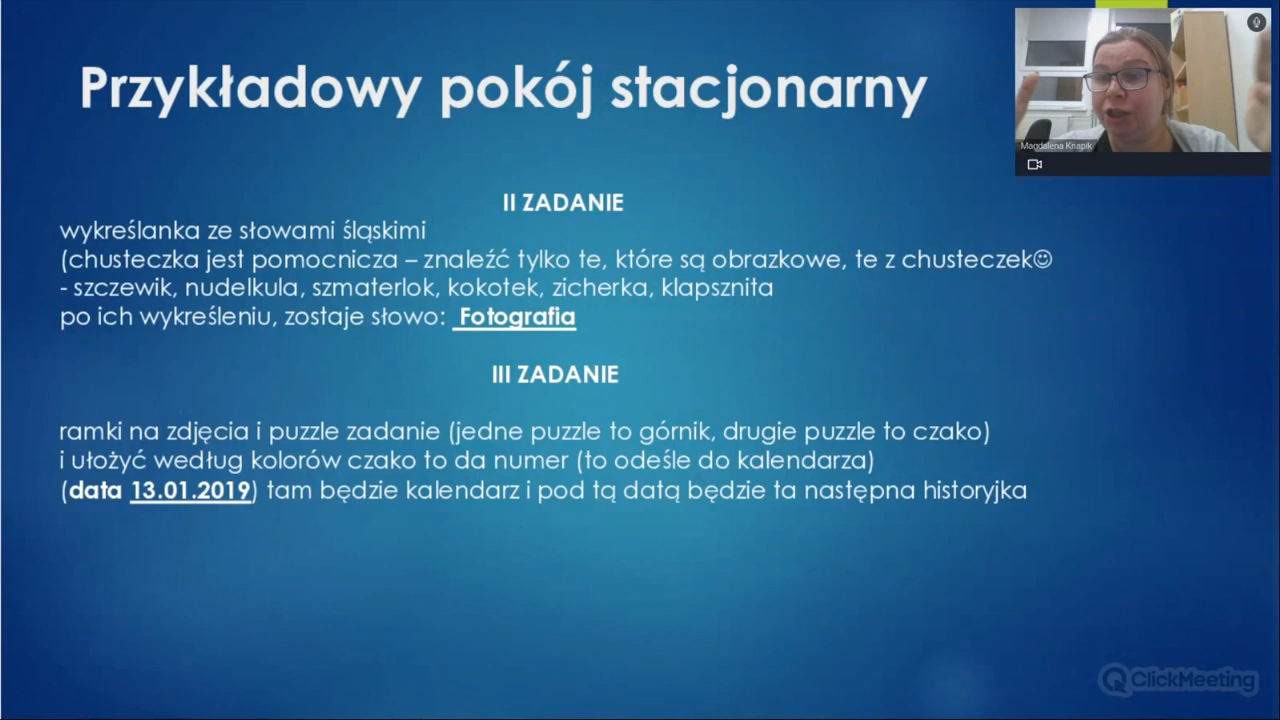 Przykładowy pokój stacjonarny
Magdalena Knapik
II ZADANIE
wykreślanka ze słowami śląskimi
(chusteczka jest pomocnicza – znaleźć tylko te, które są obrazkowe, te z chusteczek☺
- szczewik, nudelkula, szmaterlok, kokotek, zicherka, klapsznita
po ich wykreśleniu, zostaje słowo: Fotografia
III ZADANIE
ramki na zdjęcia i puzzle zadanie (jedne puzzle to górnik, drugie puzzle to czako)
i ułożyć według kolorów czako to da numer (to odeśle do kalendarza)
(data 13.01.2019) tam będzie kalendarz i pod tą datą będzie ta następna historyjka
ClickMeeting